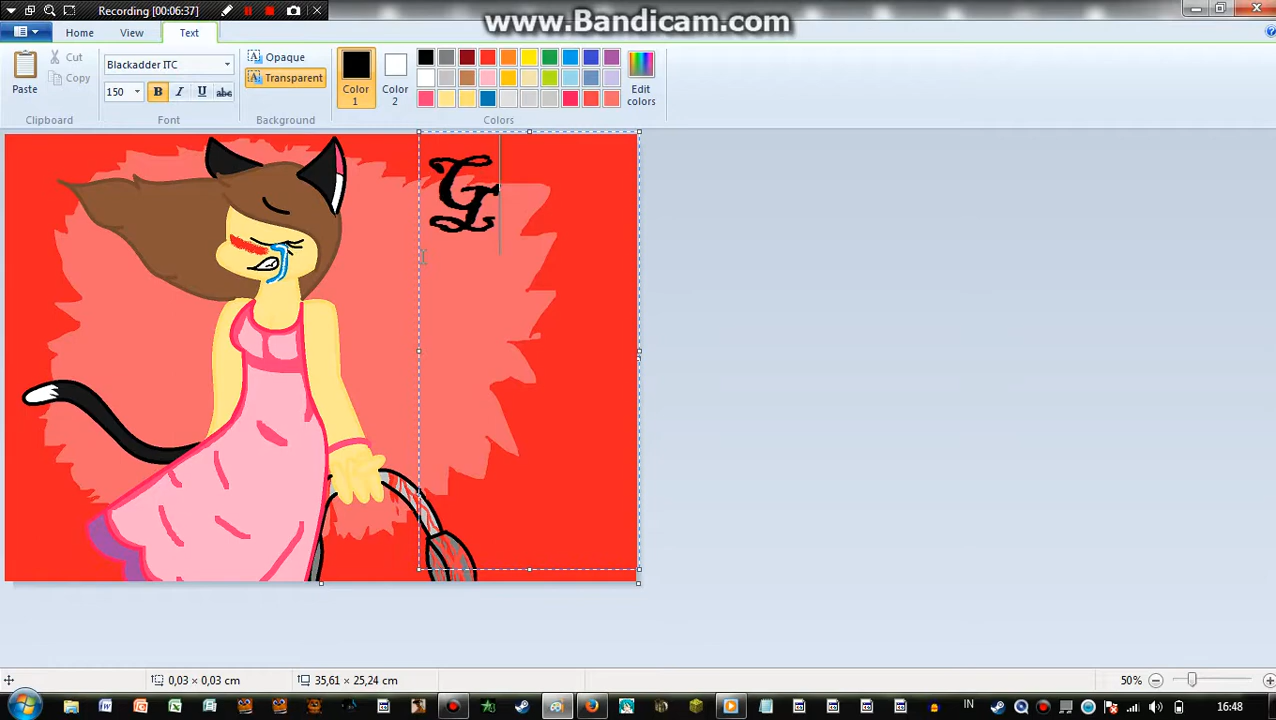 Recording [00:06:37]
www.Bandicam.com
Home View Text
Paste
Cut
Copy
Clipboard
Blackadder ITC
150 B I U abc
Font
Opaque
Transparent
Background
Color 1
Color 2
Edit colors
Colors
G
0,03 × 0,03 cm
35,61 × 25,24 cm
50%
IN
16:48